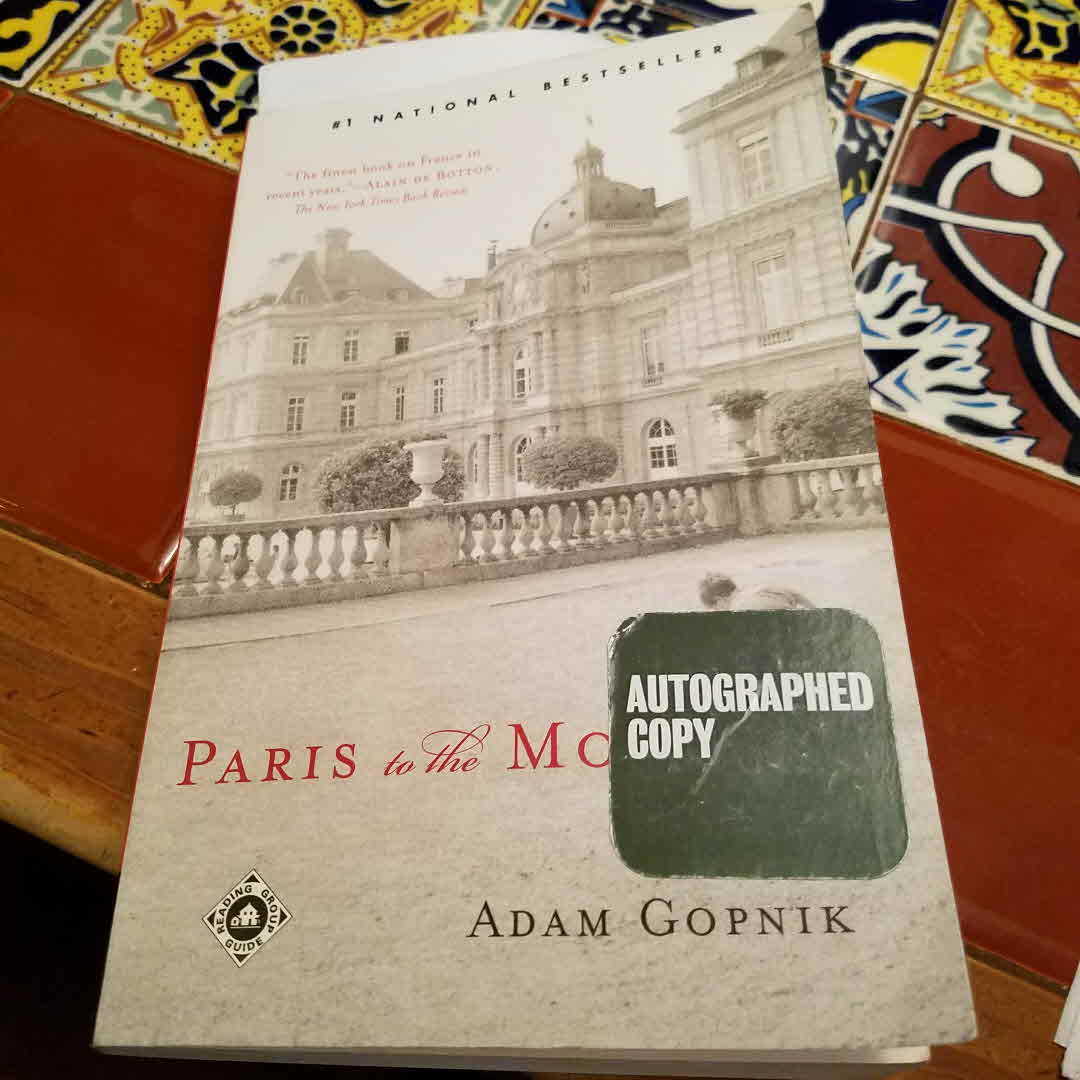 #1 NATIONAL BESTSELLER
"The finest book on France in
recent years."—ALAIN DE BOTTON,
The New York Times Book Review
AUTOGRAPHED
COPY
PARIS to the MO
READING GROUP
GUIDE
ADAM GOPNIK